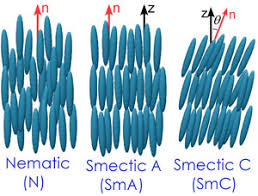 n
n z
z n
θ
Nematic
(N)
Smectic A
(SmA)
Smectic C
(SmC)